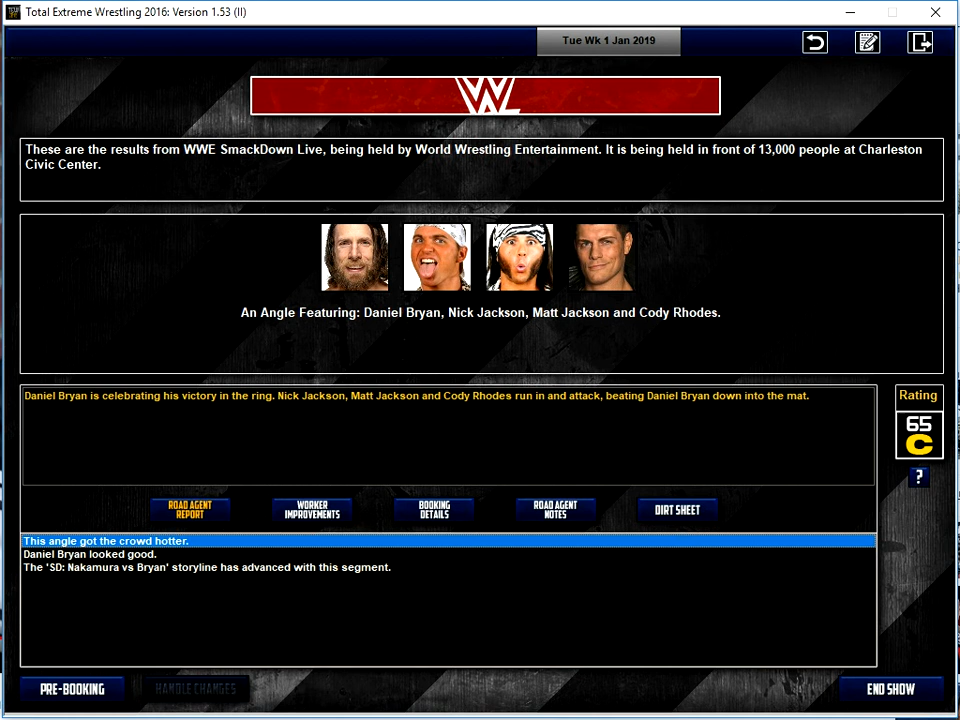 Total Extreme Wrestling 2016: Version 1.53 (II)
Tue Wk 1 Jan 2019
These are the results from WWE SmackDown Live, being held by World Wrestling Entertainment. It is being held in front of 13,000 people at Charleston
Civic Center.
An Angle Featuring: Daniel Bryan, Nick Jackson, Matt Jackson and Cody Rhodes.
Daniel Bryan is celebrating his victory in the ring. Nick Jackson, Matt Jackson and Cody Rhodes run in and attack, beating Daniel Bryan down into the mat.
Rating
65
C
?
ROAD AGENT
REPORT
WORKER
IMPROVEMENTS
BOOKING
DETAILS
ROAD AGENT
NOTES
DIRT SHEET
This angle got the crowd hotter.
Daniel Bryan looked good.
The 'SD: Nakamura vs Bryan' storyline has advanced with this segment.
PRE-BOOKING
HANDLE CHANGES
END SHOW